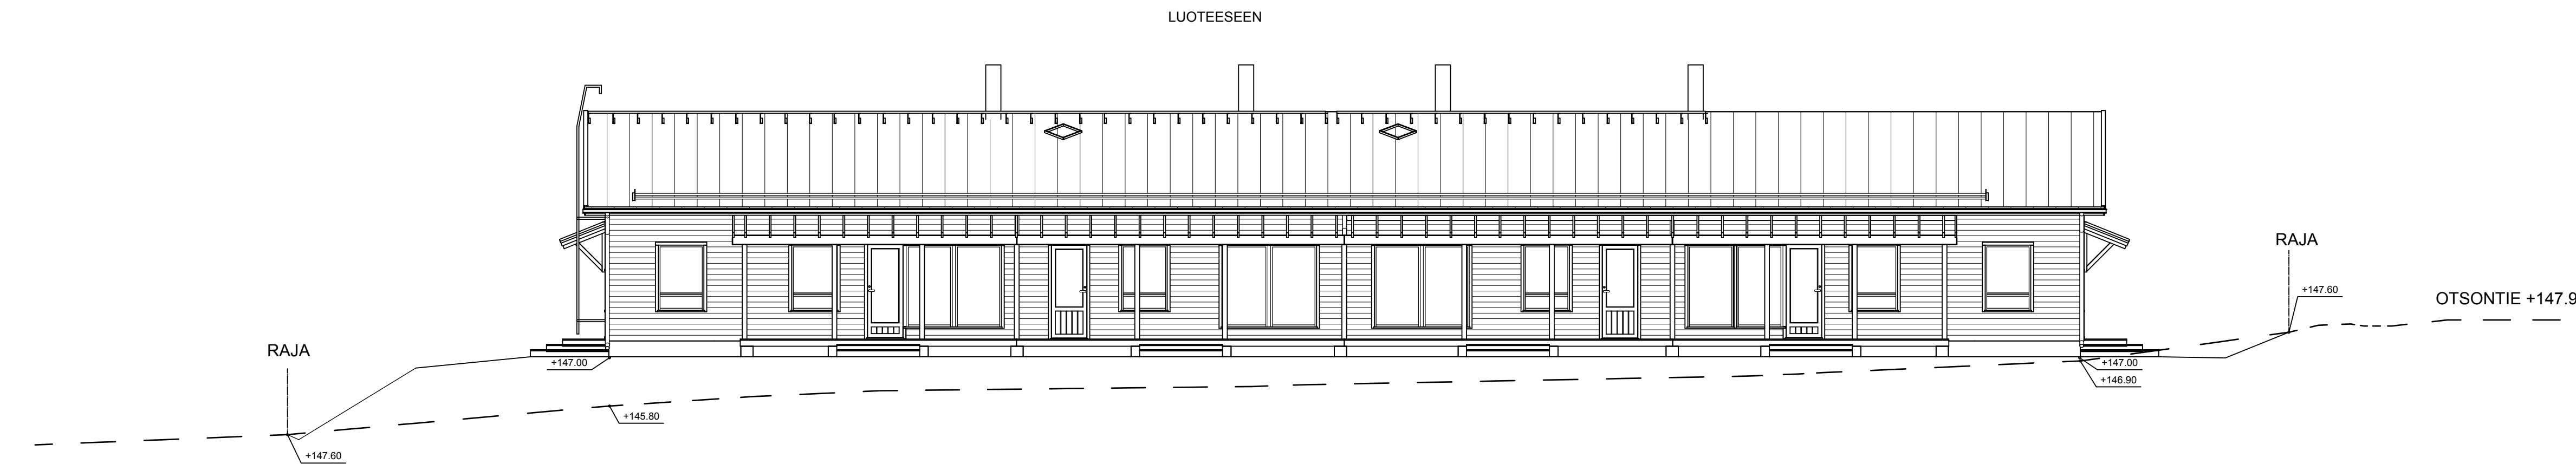 LUOTEESEEN
RAJA
+147.60
OTSONTIE +147.9
RAJA
+147.00
+147.00
+146.90
+145.80
+147.60